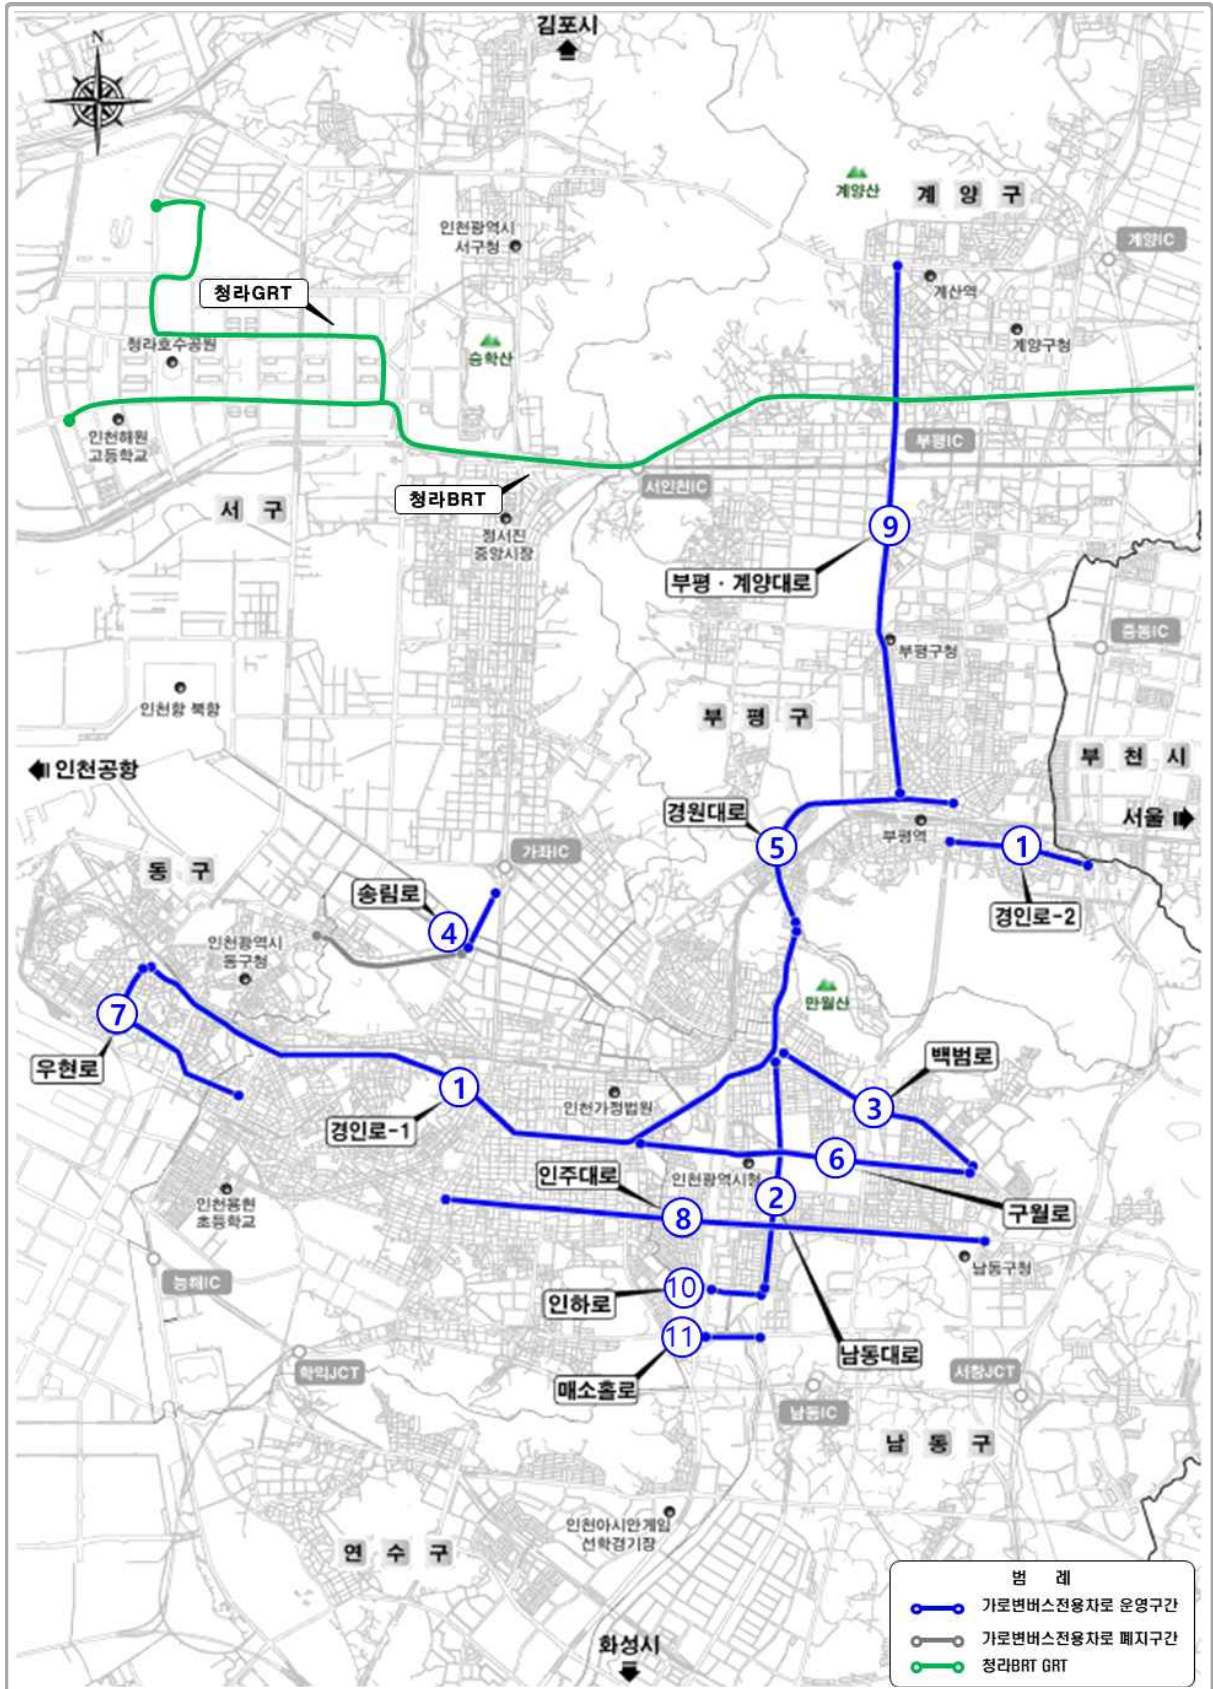 김포시
N
계양산
계 양 구
인천광역시
서구청
계양IC
계산역
청라GRT
계양구청
청라호수공원
승학산
인천해원
고등학교
부평IC
서인천IC
청라BRT
서 구
정서진
중앙시장
9
부평 · 계양대로
중동IC
부평구청
인천항 북항
부 평 구
부 천 시
인천공항
경원대로
서울
부평역
5
1
가좌IC
동 구
송림로
경인로-2
4
인천광역시
동구청
만월산
7
우현로
백범로
1
인천가정법원
3
경인로-1
6
인주대로
인천광역시청
인천용현
초등학교
2
구월로
8
남동구청
능해IC
10
인하로
11
남동대로
학익JCT
서창JCT
매소홀로
남동IC
남 동 구
인천아시안게임
선학경기장
연 수 구
범 례
가로변버스전용차로 운영구간
가로변버스전용차로 폐지구간
청라BRT GRT
화성시